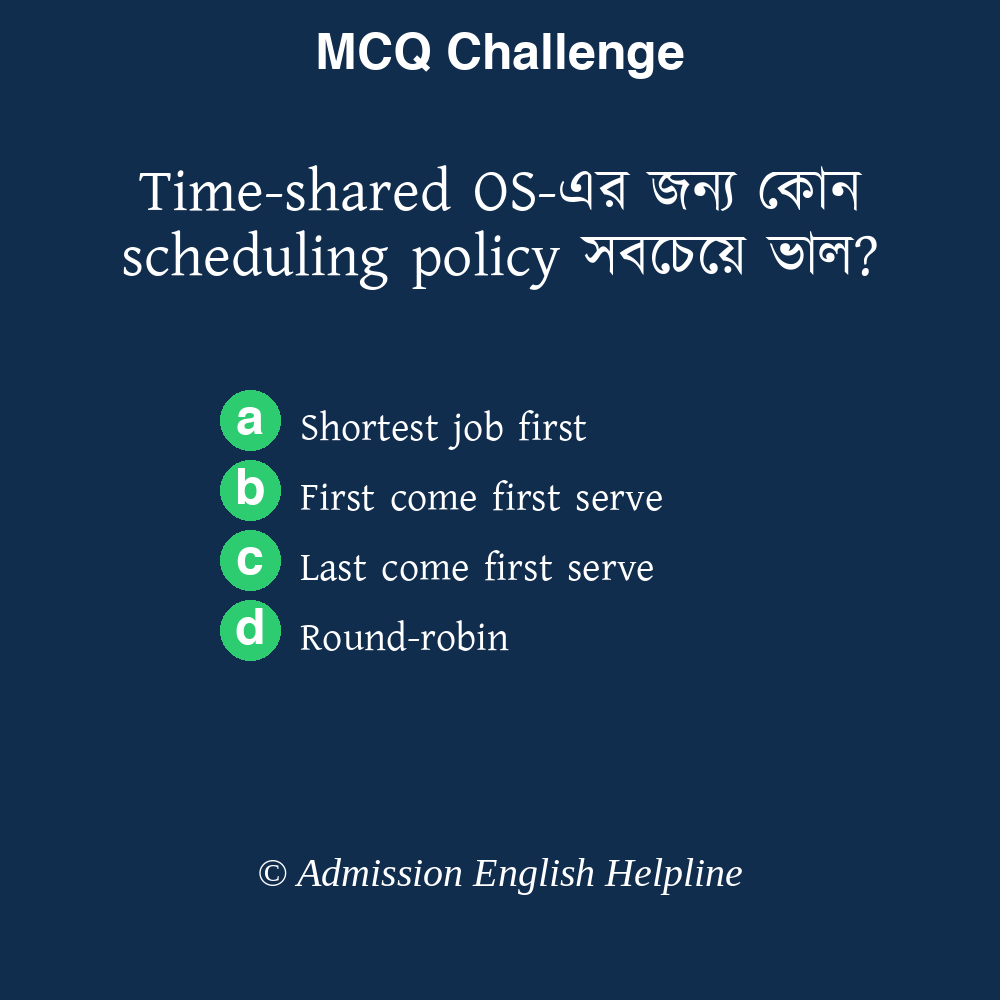 MCQ Challenge
Time-shared OS-এর জন্য কোন
scheduling policy সবচেয়ে ভাল?
a Shortest job first
b First come first serve
c Last come first serve
d Round-robin
© Admission English Helpline